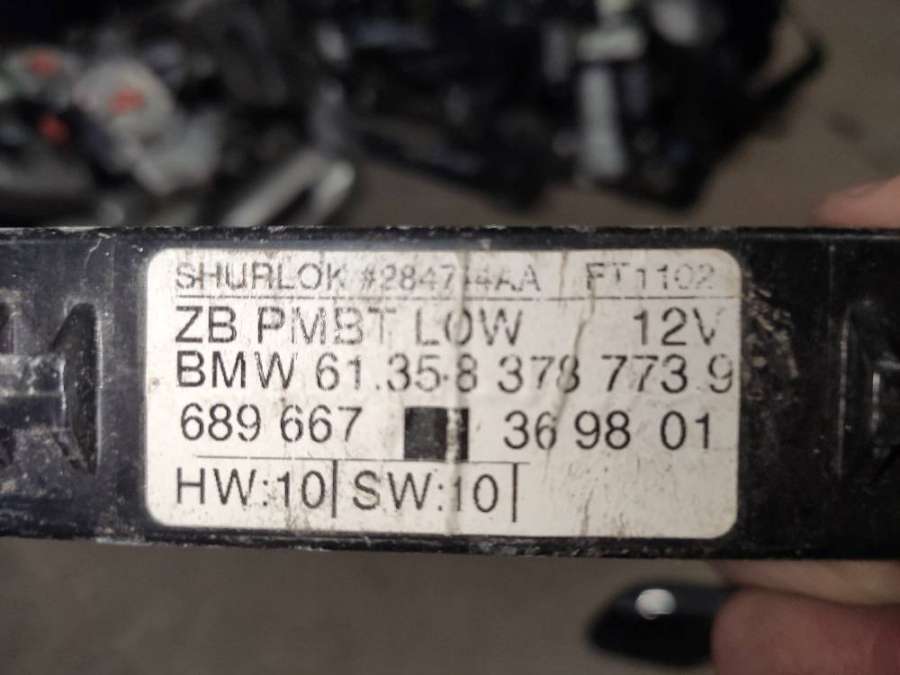 SHURLOK #284744AA FT1102
ZB PMBT LOW 12V
BMW 61.35-8 378 773.9
689 667 36 98 01
HW:10| SW:10|